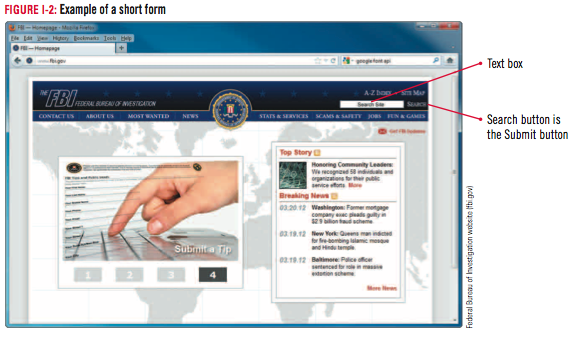 FIGURE I-2: Example of a short form
FBI — Homepage - Mozilla Firefox
File Edit View History Bookmarks Tools Help
FBI — Homepage
www.fbi.gov
google font api
A-Z INDEX SITE MAP
THE FBI FEDERAL BUREAU OF INVESTIGATION
Search Site
SEARCH
CONTACT US ABOUT US MOST WANTED NEWS STATS & SERVICES SCAMS & SAFETY JOBS FUN & GAMES
Get FBI Updates
Text box
Search button is
the Submit button
Top Story
Honoring Community Leaders:
We recognized 58 individuals and
organizations for their public
service efforts. More
Breaking News
03.20.12 Washington: Former mortgage
company exec pleads guilty in
$2.9 billion fraud scheme.
03.19.12 New York: Queens man indicted
for fire-bombing Islamic mosque
and Hindu temple.
03.19.12 Baltimore: Police officer
sentenced for role in massive
extortion scheme.
More News
FBI Tips and Public Leads
Submit a Tip
1 2 3 4
Federal Bureau of Investigation website (fbi.gov)